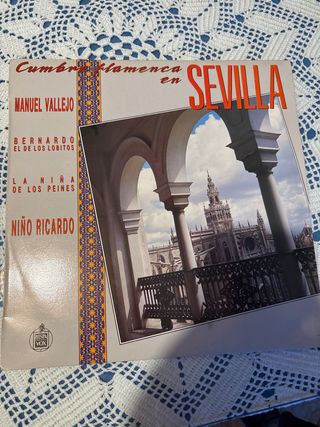 Cumbre flamenca
en
SEVILLA
MANUEL VALLEJO
BERNARDO
EL DE LOS LOBITOS
LA NIÑA
DE LOS PEINES
NIÑO RICARDO